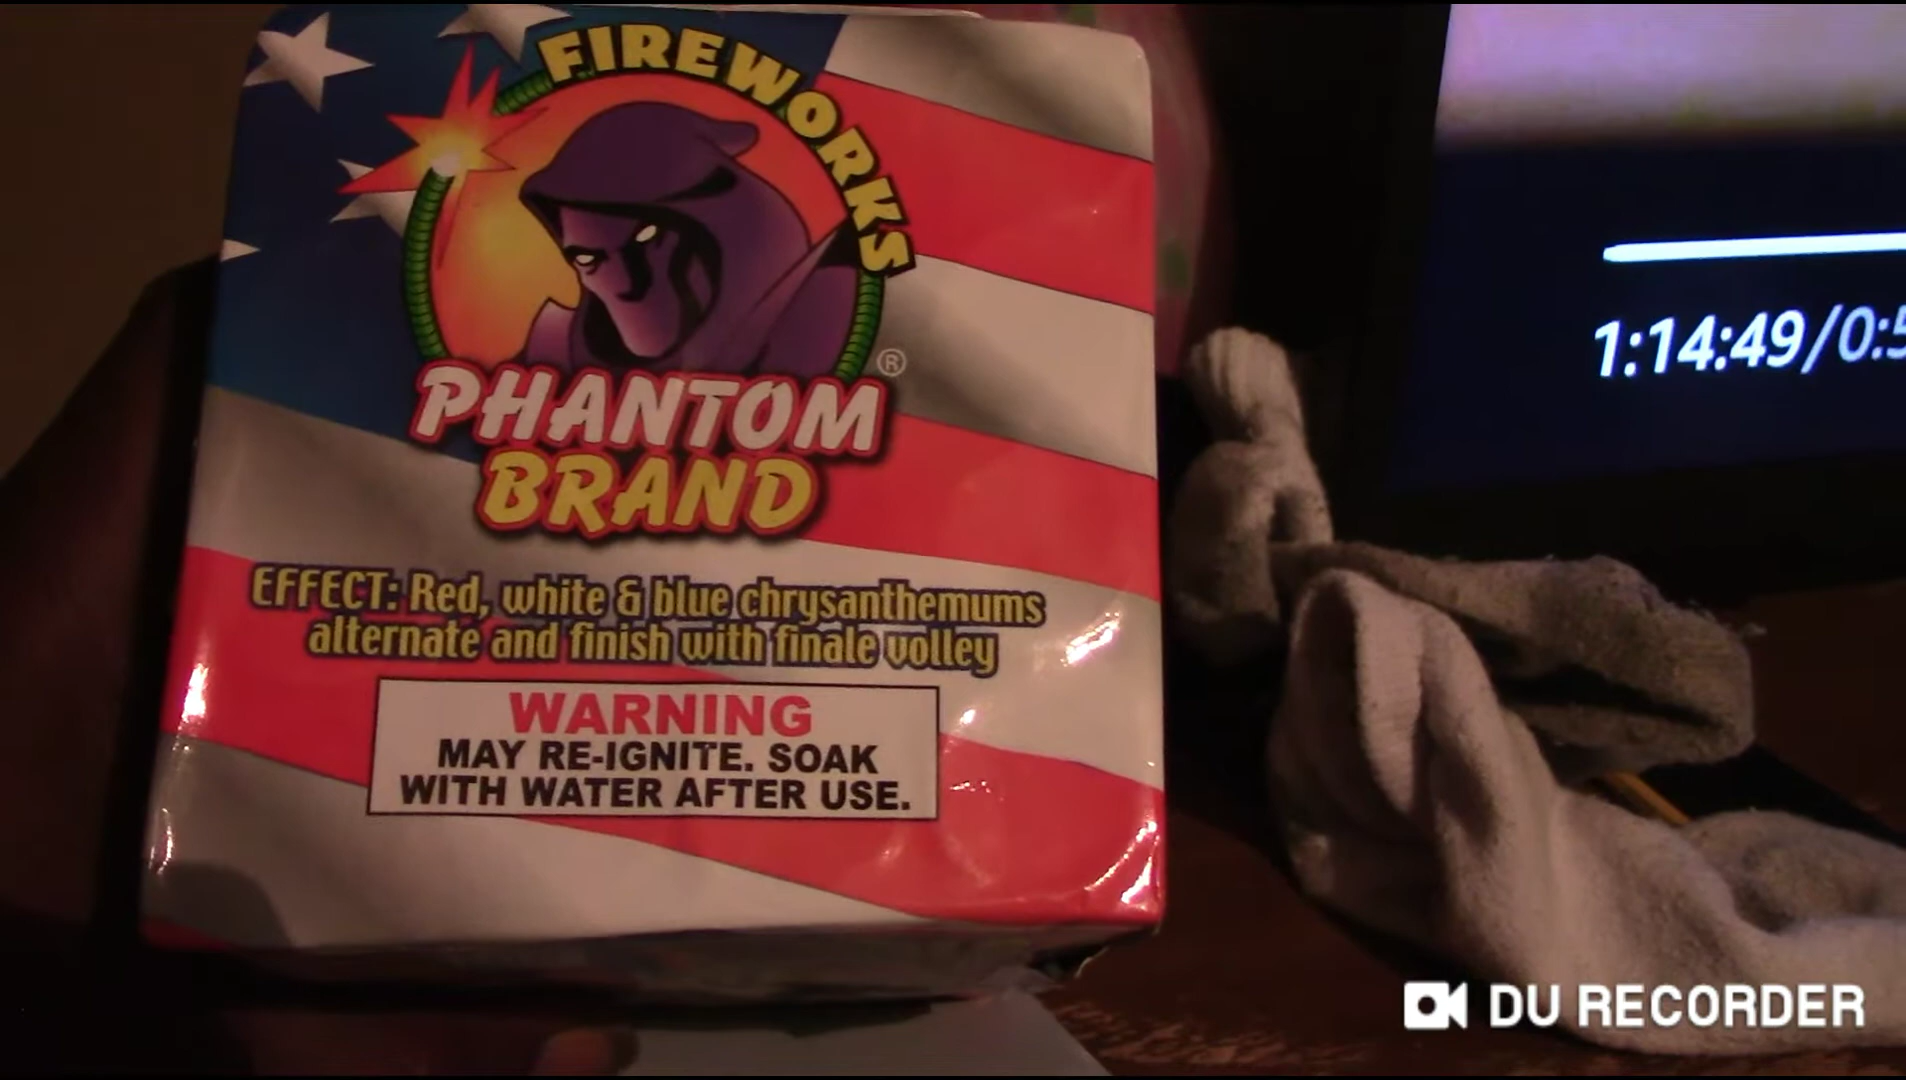 FIREWORKS
PHANTOM ®
BRAND
EFFECT: Red, white & blue chrysanthemums
alternate and finish with finale volley
WARNING
MAY RE-IGNITE. SOAK
WITH WATER AFTER USE.
1:14:49/0:5
DU RECORDER